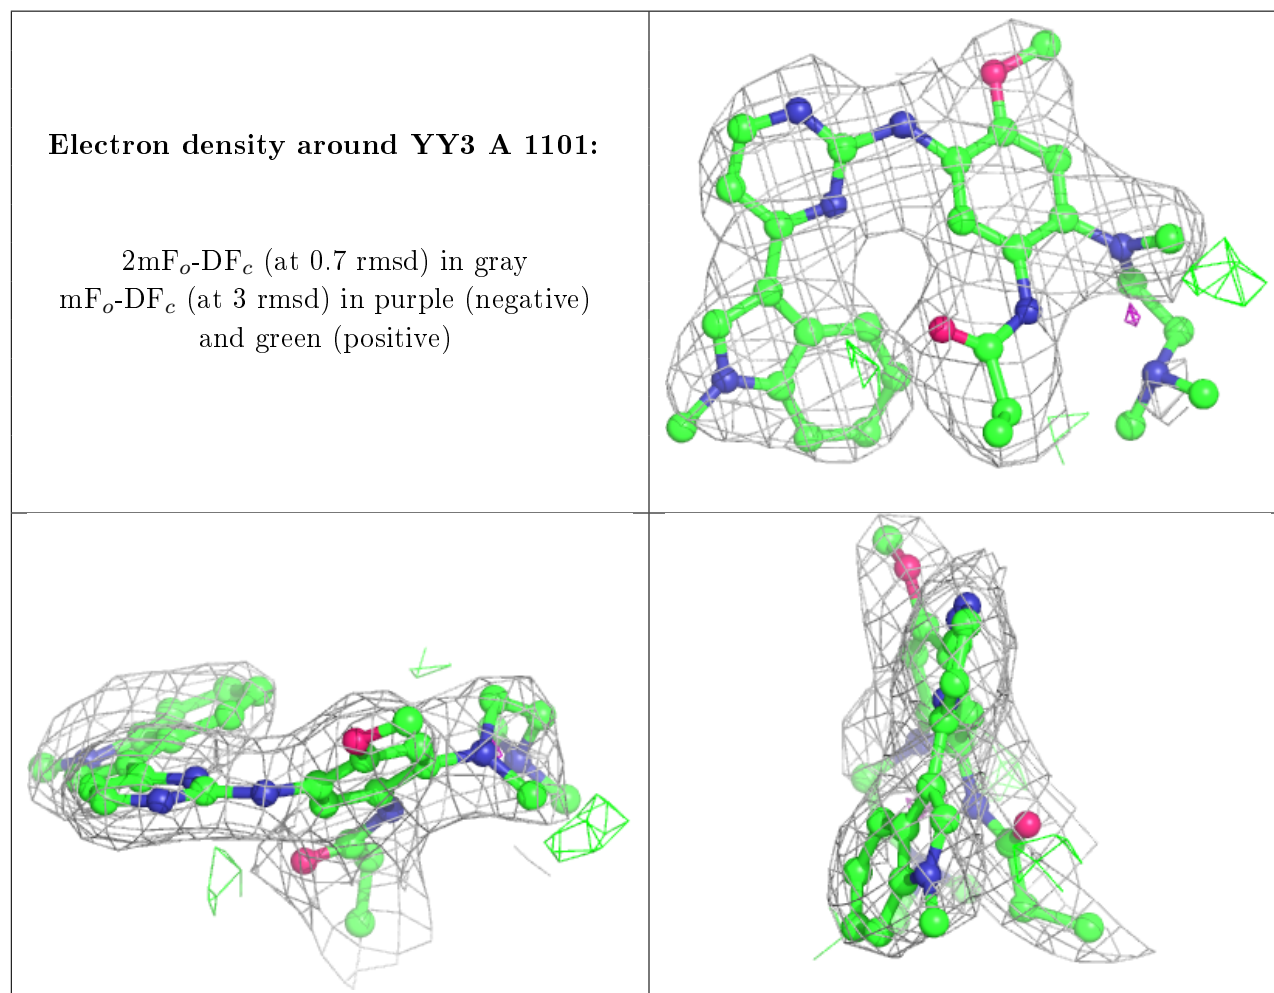 Electron density around YY3 A 1101:
2mFₒ-DF𝒸 (at 0.7 rmsd) in gray
mFₒ-DF𝒸 (at 3 rmsd) in purple (negative)
and green (positive)